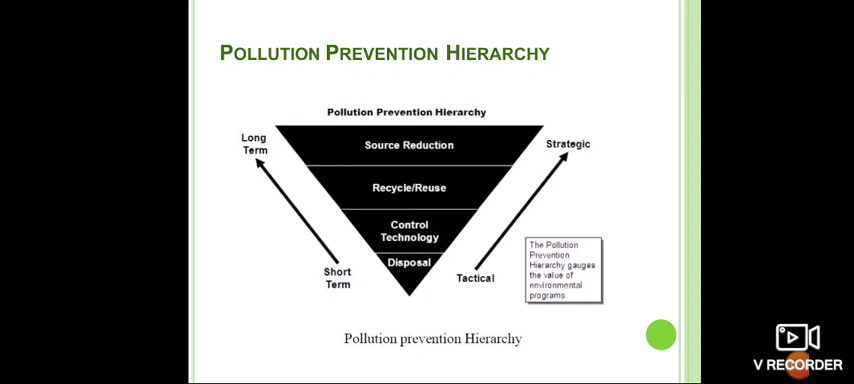 POLLUTION PREVENTION HIERARCHY
Pollution Prevention Hierarchy
Long
Term
Strategic
Source Reduction
Recycle/Reuse
Control
Technology
Disposal
Short
Term
Tactical
The Pollution
Prevention
Hierarchy gauges
the value of
environmental
programs.
Pollution prevention Hierarchy
V RECORDER